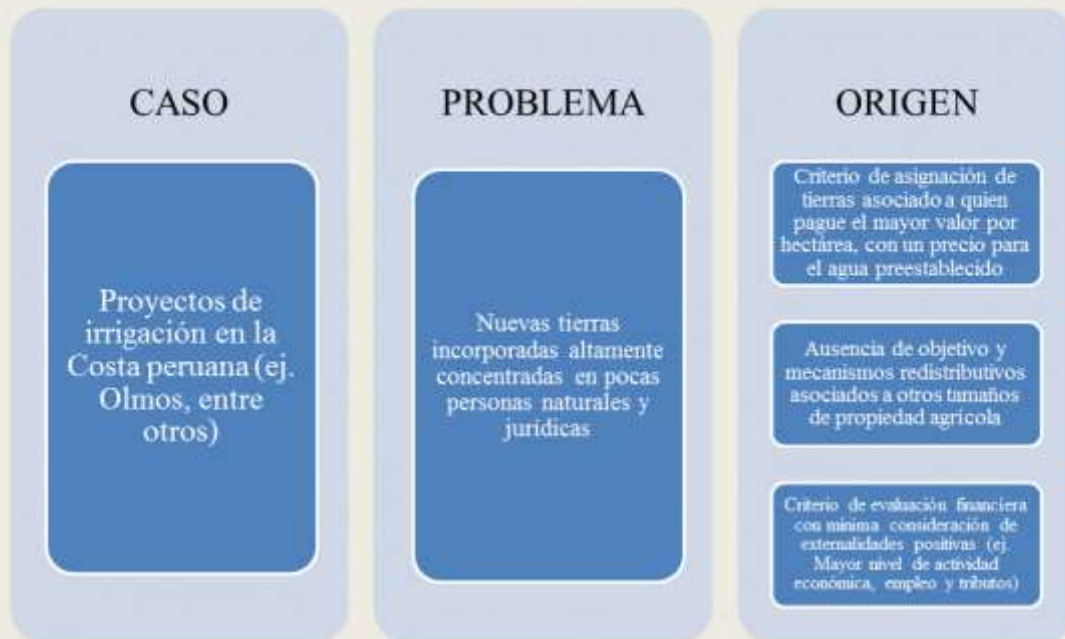 CASO
Proyectos de
irrigación en la
Costa peruana (ej.
Olmos, entre
otros)
PROBLEMA
Nuevas tierras
incorporadas altamente
concentradas en pocas
personas naturales y
jurídicas
ORIGEN
Criterio de asignación de
tierras asociado a quien
pague el mayor valor por
hectárea, con un precio para
el agua preestablecido
Ausencia de objetivo y
mecanismos redistributivos
asociados a otros tamaños
de propiedad agrícola
Criterio de evaluación financiera
con mínima consideración de
externalidades positivas (ej.
Mayor nivel de actividad
económica, empleo y tributos)